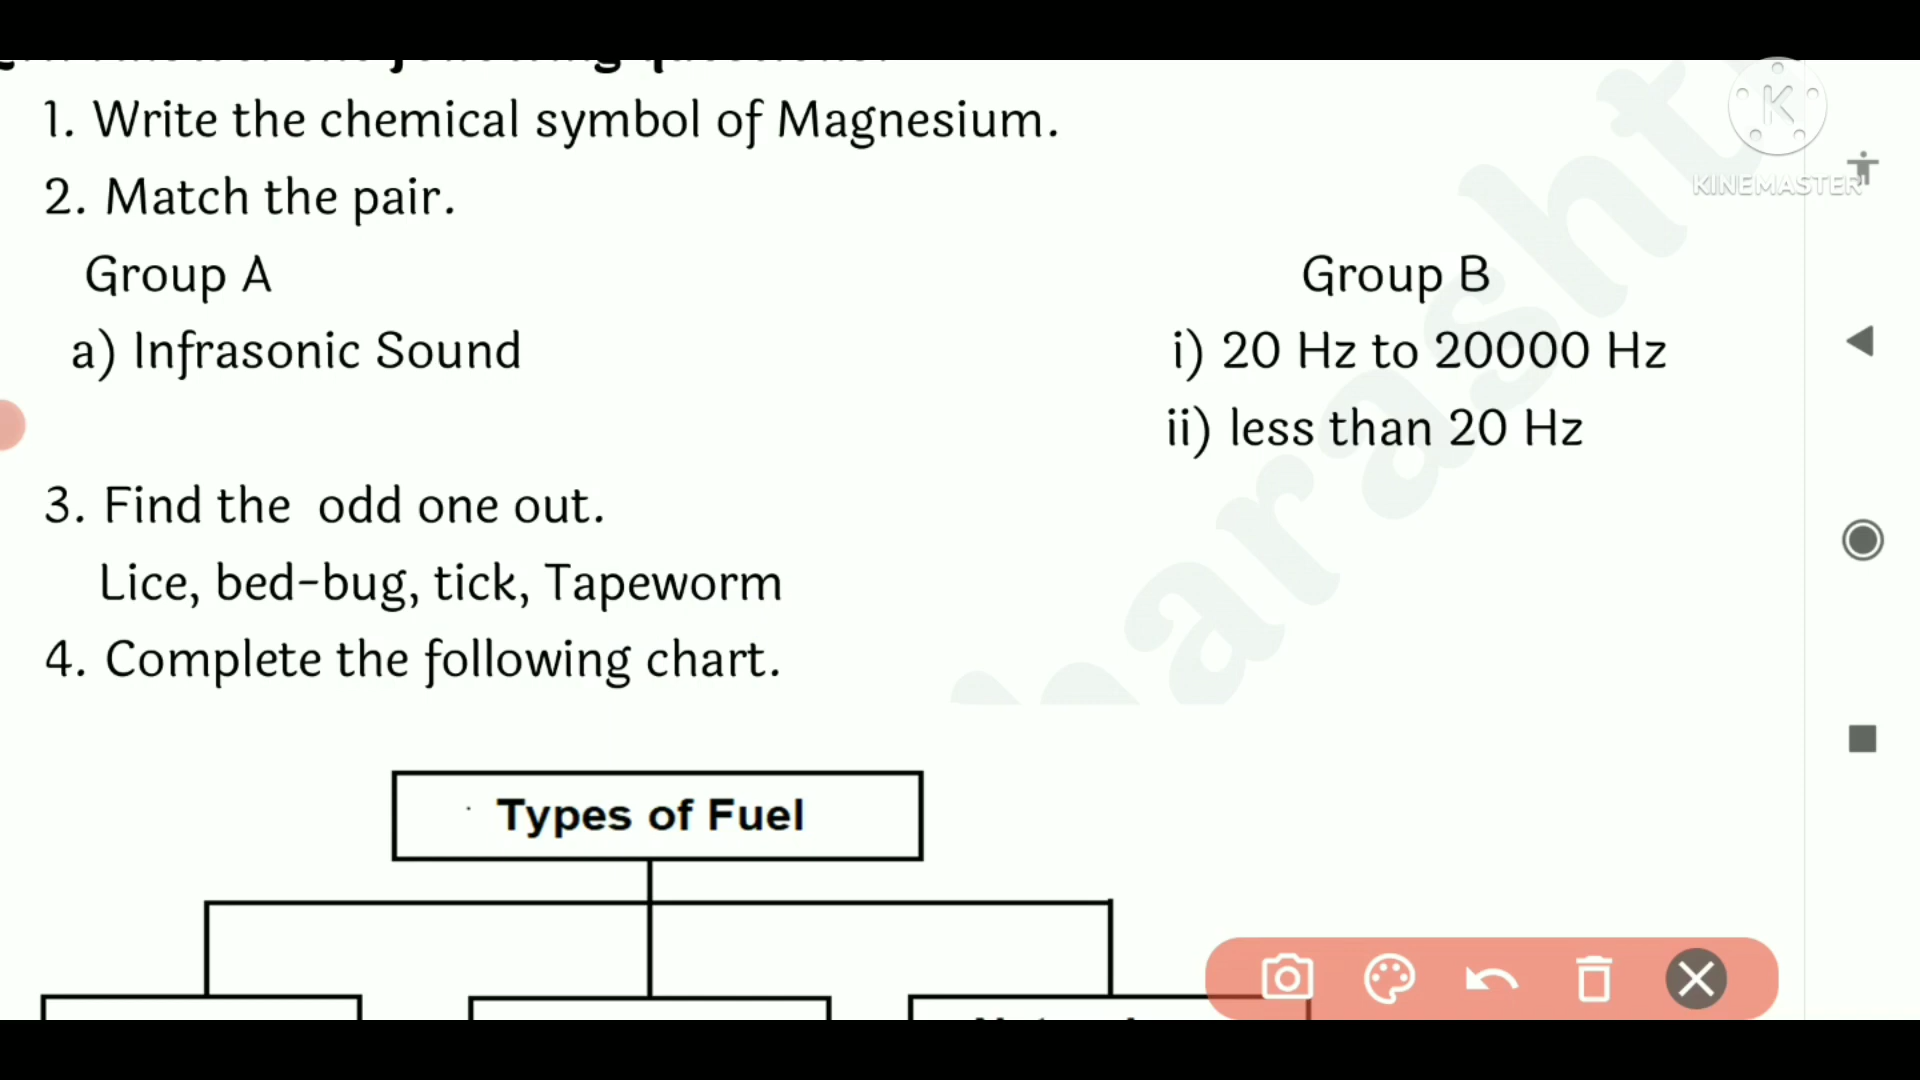 1. Write the chemical symbol of Magnesium.
2. Match the pair.
Group A Group B
a) Infrasonic Sound i) 20 Hz to 20000 Hz
ii) less than 20 Hz
3. Find the odd one out.
Lice, bed-bug, tick, Tapeworm
4. Complete the following chart.
Types of Fuel
K
KINEMASTER